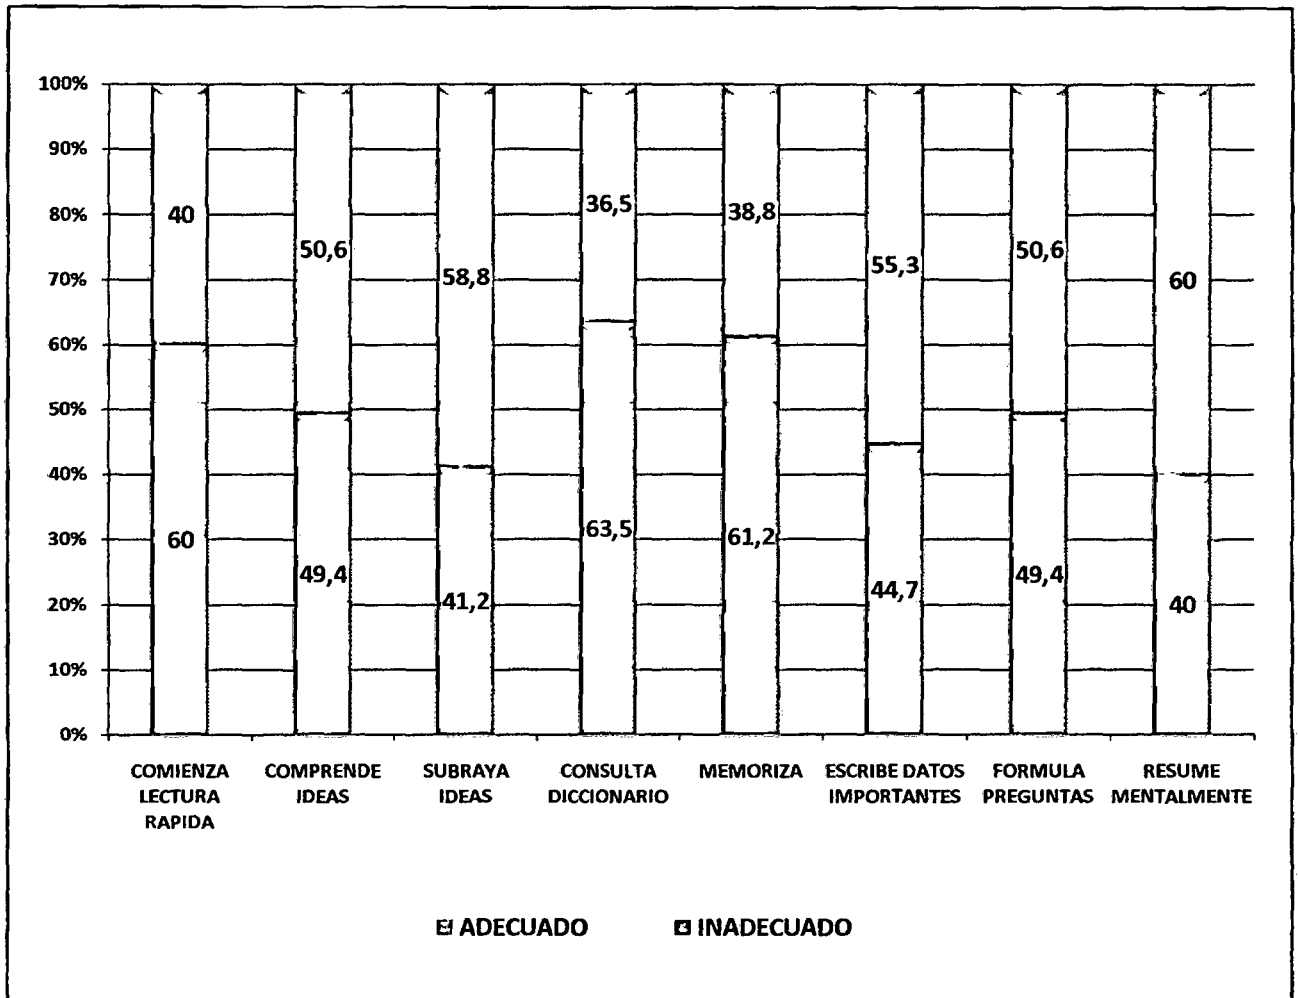 100%
90%
80%
70%
60%
50%
40%
30%
20%
10%
0%
40
50,6
58,8
36,5
38,8
55,3
50,6
60
60
49,4
41,2
63,5
61,2
44,7
49,4
40
COMIENZA
LECTURA
RAPIDA
COMPRENDE
IDEAS
SUBRAYA
IDEAS
CONSULTA
DICCIONARIO
MEMORIZA
ESCRIBE DATOS
IMPORTANTES
FORMULA
PREGUNTAS
RESUME
MENTALMENTE
ADECUADO
INADECUADO